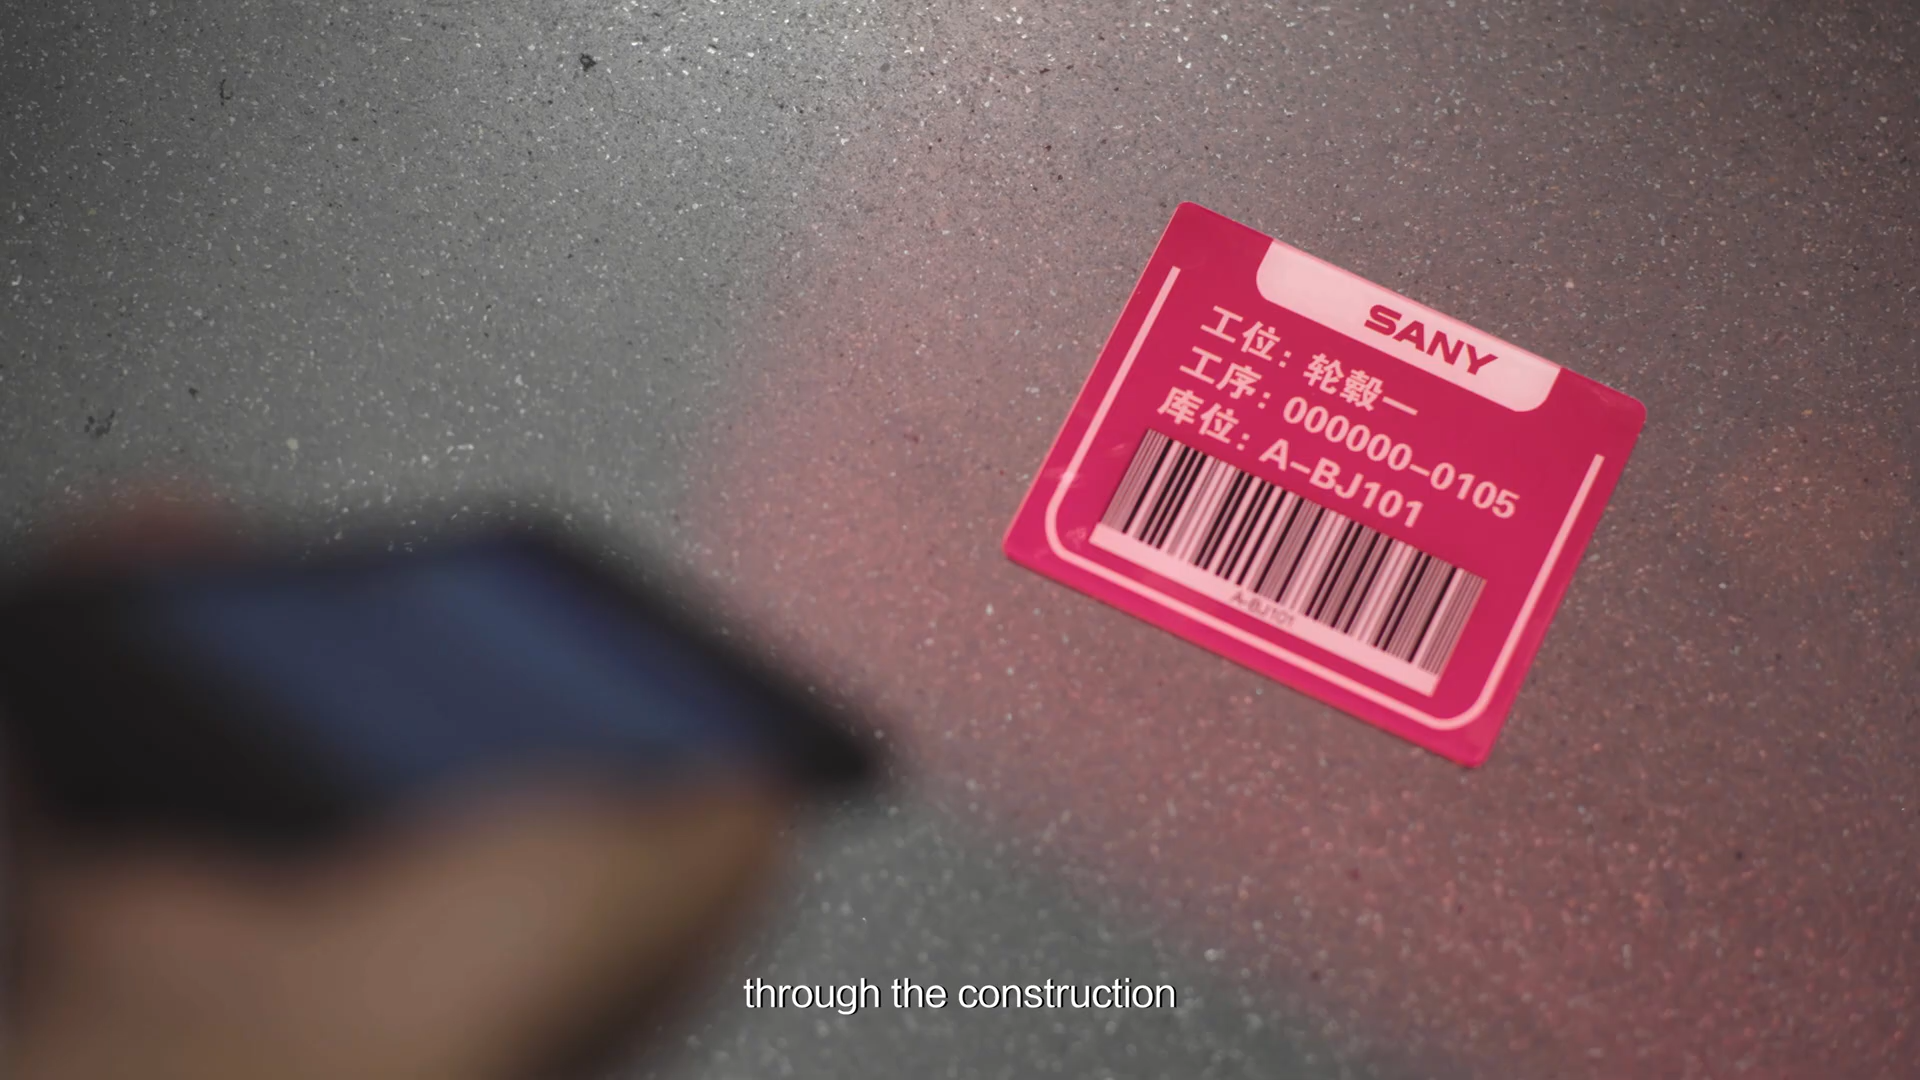 SANY
工位：轮毂一
工序：000000-0105
库位：A-BJ101
A-BJ101
through the construction